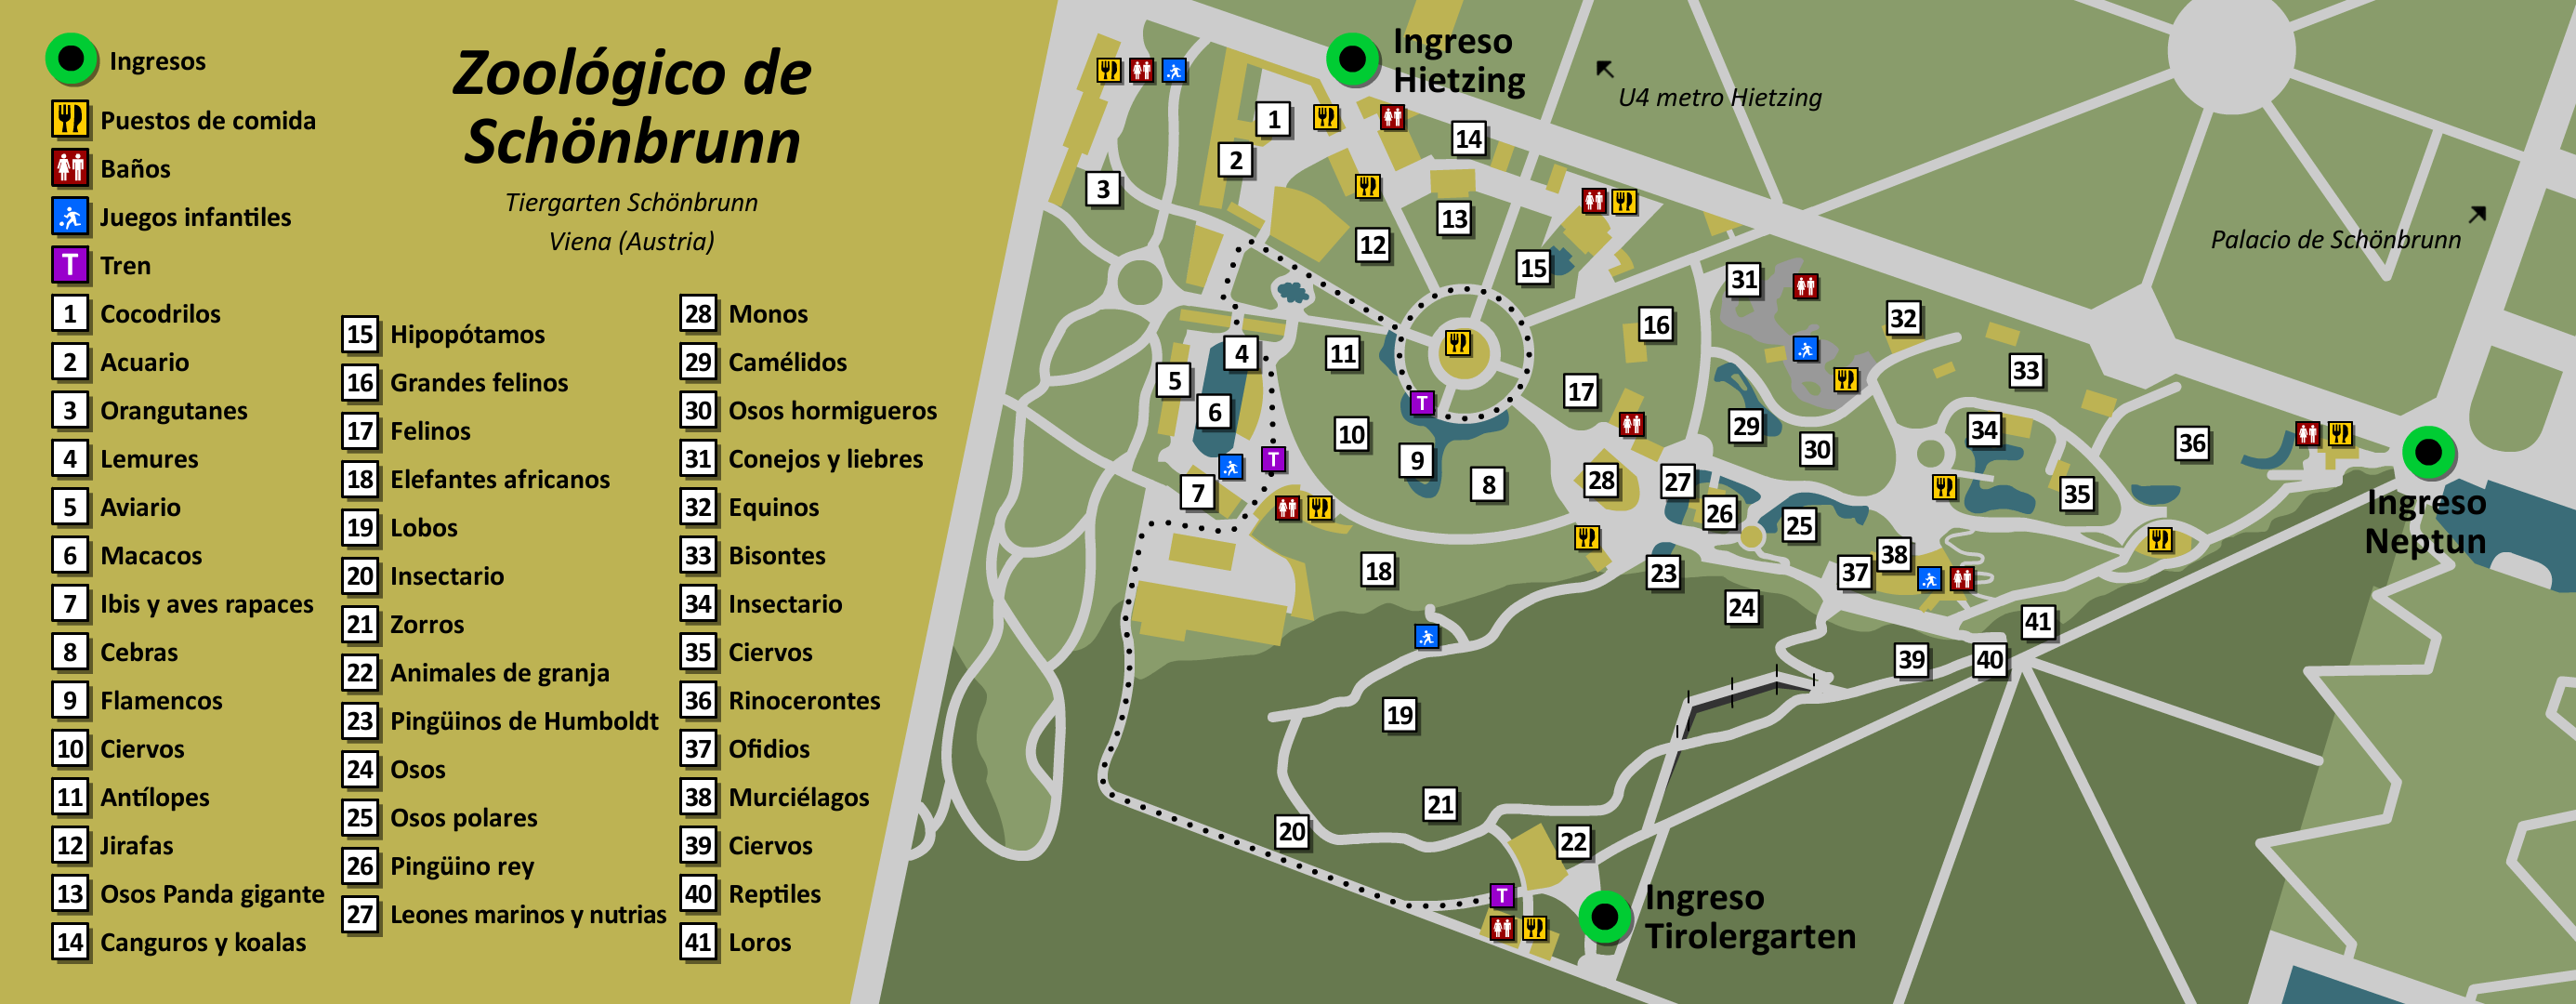 Zoológico de
Schönbrunn
Tiergarten Schönbrunn
Viena (Austria)
Ingresos
Puestos de comida
Baños
Juegos infantiles
T Tren
1 Cocodrilos
2 Acuario
3 Orangutanes
4 Lemures
5 Aviario
6 Macacos
7 Ibis y aves rapaces
8 Cebras
9 Flamencos
10 Ciervos
11 Antílopes
12 Jirafas
13 Osos Panda gigante
14 Canguros y koalas
15 Hipopótamos
16 Grandes felinos
17 Felinos
18 Elefantes africanos
19 Lobos
20 Insectario
21 Zorros
22 Animales de granja
23 Pingüinos de Humboldt
24 Osos
25 Osos polares
26 Pingüino rey
27 Leones marinos y nutrias
28 Monos
29 Camélidos
30 Osos hormigueros
31 Conejos y liebres
32 Equinos
33 Bisontes
34 Insectario
35 Ciervos
36 Rinocerontes
37 Ofidios
38 Murciélagos
39 Ciervos
40 Reptiles
41 Loros
Ingreso
Hietzing
U4 metro Hietzing
Palacio de Schönbrunn
1
14
2
3
13
12
15
31
32
16
4
11
33
5
17
6
T
29
34
10
36
30
9
T
28
27
8
7
35
26
25
38
18
23
37
24
41
39
40
19
21
20
22
T
Ingreso
Neptun
Ingreso
Tirolergarten